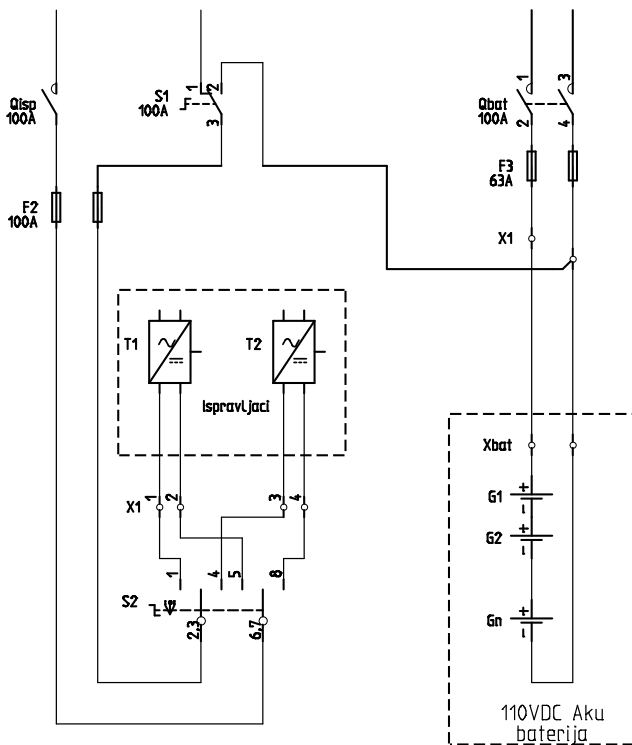 Qisp
100A
S1
100A
1
2
3
Qbat
100A
1
3
2
4
F2
100A
F3
63A
X1
T1
T2
Ispravljaci
X1
1
2
3
4
Xbat
G1
+
-
G2
+
-
Gn
+
-
S2
1
4
5
8
2,3
6,7
110VDC Aku
baterija